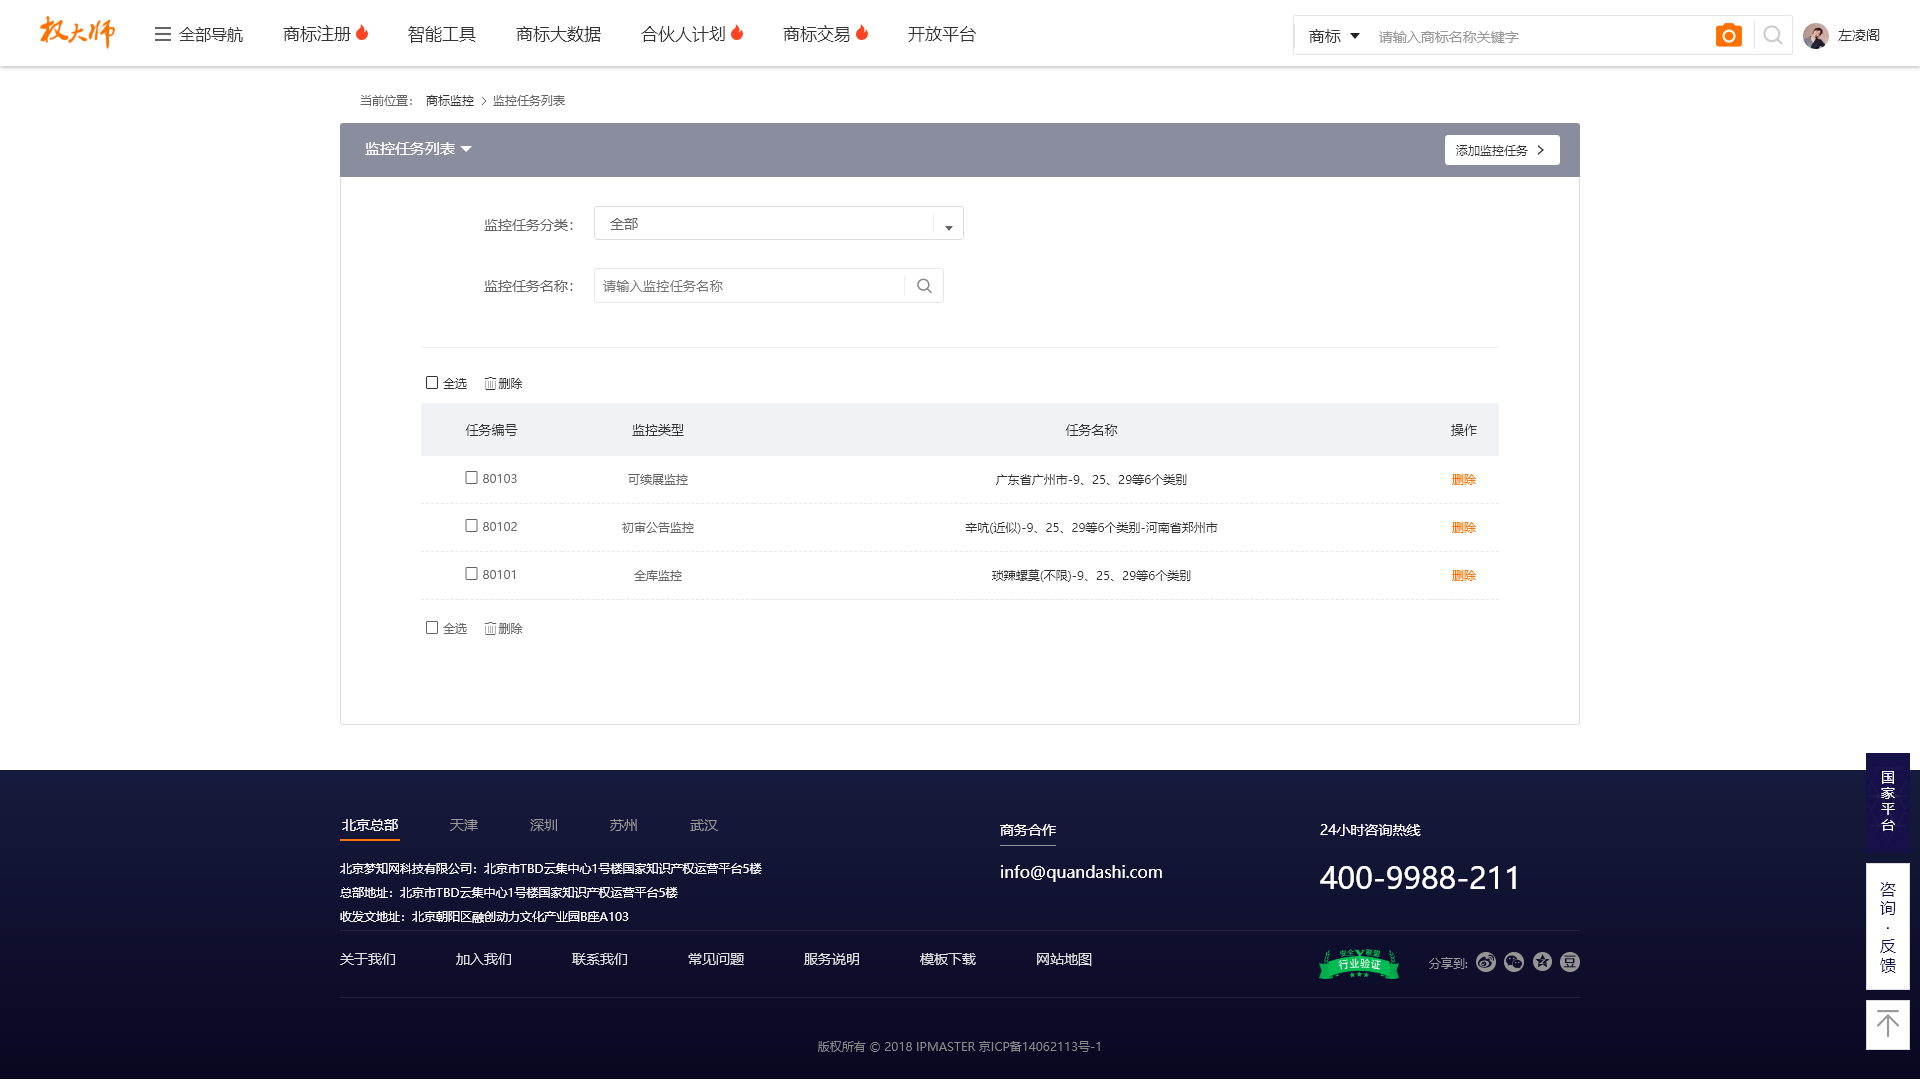 权大师
全部导航 商标注册 智能工具 商标大数据 合伙人计划 商标交易 开放平台
商标 请输入商标名称关键字 左凌阁
当前位置： 商标监控 > 监控任务列表
监控任务列表
添加监控任务 >
监控任务分类： 全部
监控任务名称： 请输入监控任务名称
全选 删除
任务编号 监控类型 任务名称 操作
80103 可续展监控 广东省广州市-9、25、29等6个类别 删除
80102 初审公告监控 辛吭(近似)-9、25、29等6个类别-河南省郑州市 删除
80101 全库监控 琐辣螺莫(不限)-9、25、29等6个类别 删除
全选 删除
国家平台
咨询·反馈
北京总部 天津 深圳 苏州 武汉
北京梦知网科技有限公司：北京市TBD云集中心1号楼国家知识产权运营平台5楼
总部地址：北京市TBD云集中心1号楼国家知识产权运营平台5楼
收发文地址：北京朝阳区融创动力文化产业园B座A103
商务合作
info@quandashi.com
24小时咨询热线
400-9988-211
关于我们 加入我们 联系我们 常见问题 服务说明 模板下载 网站地图
安全联盟
行业验证
分享到:
豆
版权所有 © 2018 IPMASTER 京ICP备14062113号-1